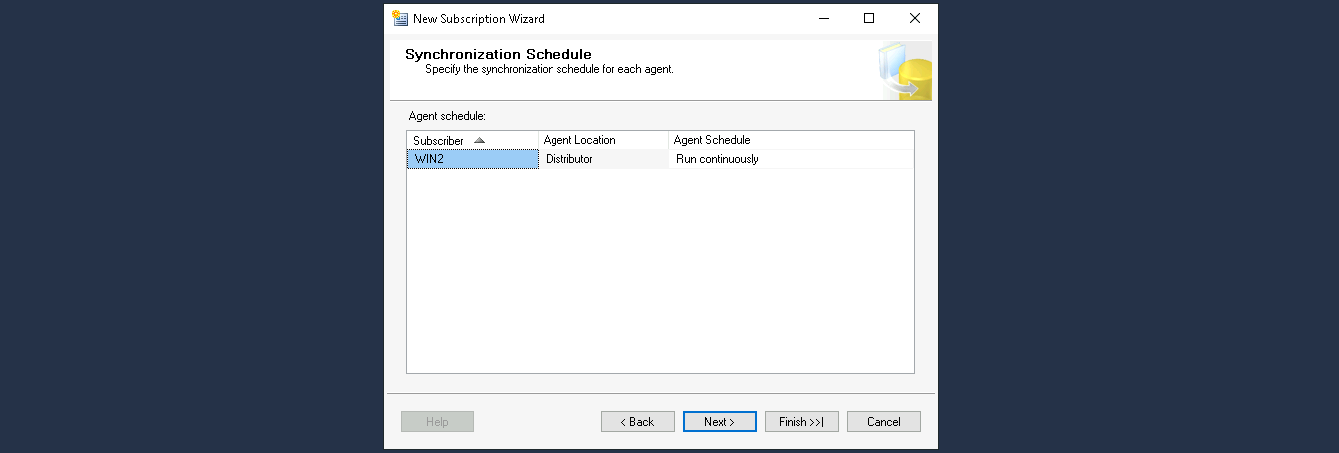 New Subscription Wizard
Synchronization Schedule
Specify the synchronization schedule for each agent.
Agent schedule:
Subscriber Agent Location Agent Schedule
WIN2 Distributor Run continuously
Help < Back Next > Finish >>| Cancel